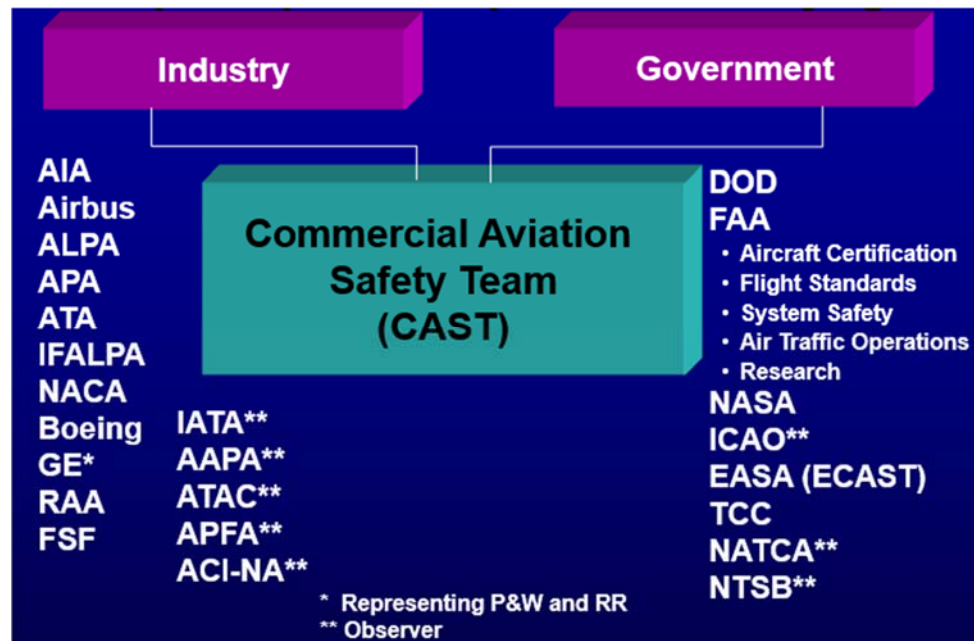 Industry
Government
Commercial Aviation
Safety Team
(CAST)
AIA
Airbus
ALPA
APA
ATA
IFALPA
NACA
Boeing
GE*
RAA
FSF
IATA**
AAPA**
ATAC**
APFA**
ACI-NA**
DOD
FAA
• Aircraft Certification
• Flight Standards
• System Safety
• Air Traffic Operations
• Research
NASA
ICAO**
EASA (ECAST)
TCC
NATCA**
NTSB**
* Representing P&W and RR
** Observer